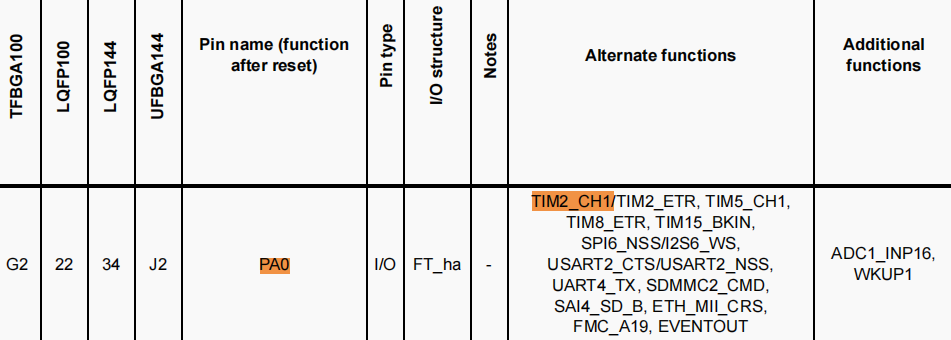 TFBGA100
LQFP100
LQFP144
UFBGA144
Pin name (function
after reset)
Pin type
I/O structure
Notes
Alternate functions
Additional
functions
G2
22
34
J2
PA0
I/O
FT_ha
-
TIM2_CH1/TIM2_ETR, TIM5_CH1,
TIM8_ETR, TIM15_BKIN,
SPI6_NSS/I2S6_WS,
USART2_CTS/USART2_NSS,
UART4_TX, SDMMC2_CMD,
SAI4_SD_B, ETH_MII_CRS,
FMC_A19, EVENTOUT
ADC1_INP16,
WKUP1